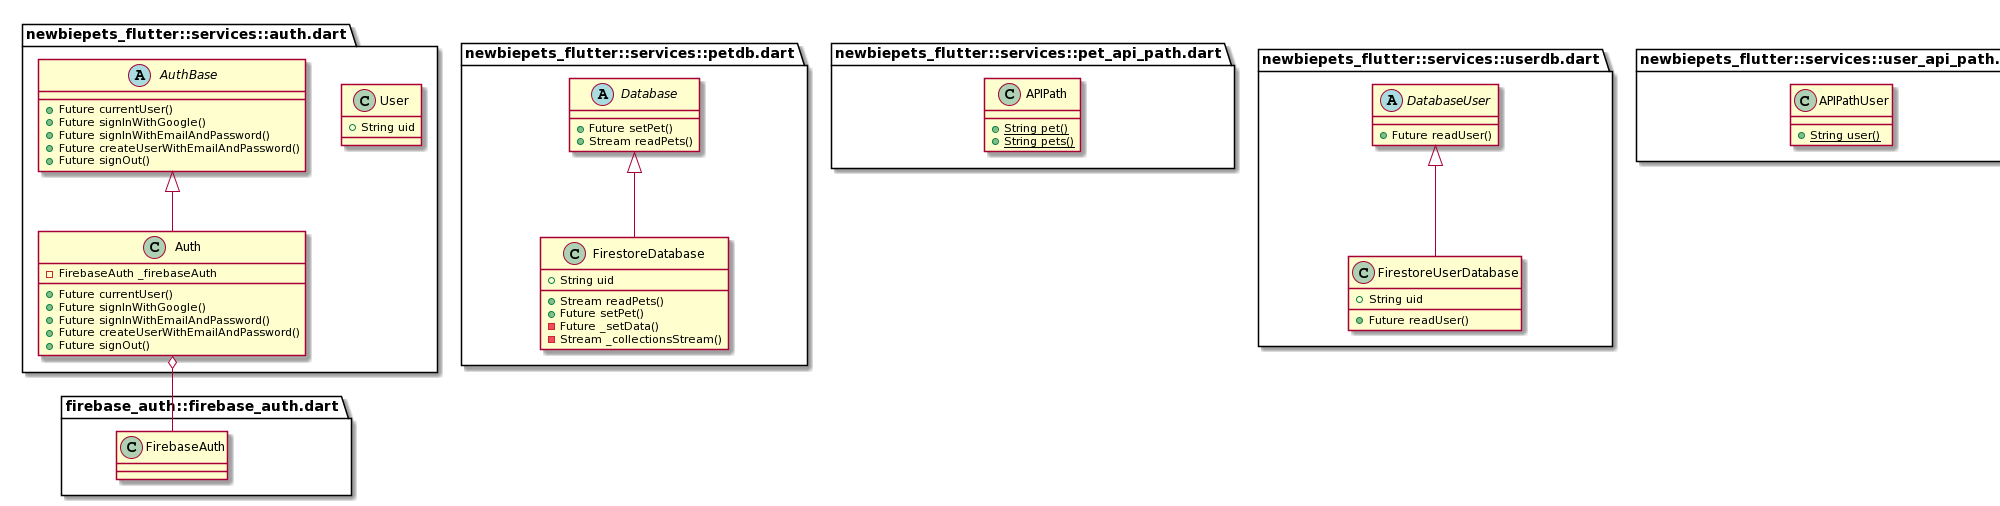 newbiepets_flutter::services::auth.dart
A AuthBase
Future currentUser()
Future signInWithGoogle()
Future signInWithEmailAndPassword()
Future createUserWithEmailAndPassword()
Future signOut()
C User
String uid
C Auth
FirebaseAuth _firebaseAuth
Future currentUser()
Future signInWithGoogle()
Future signInWithEmailAndPassword()
Future createUserWithEmailAndPassword()
Future signOut()
firebase_auth::firebase_auth.dart
C FirebaseAuth
newbiepets_flutter::services::petdb.dart
A Database
Future setPet()
Stream readPets()
C FirestoreDatabase
String uid
Stream readPets()
Future setPet()
Future _setData()
Stream _collectionsStream()
newbiepets_flutter::services::pet_api_path.dart
C APIPath
String pet()
String pets()
newbiepets_flutter::services::userdb.dart
A DatabaseUser
Future readUser()
C FirestoreUserDatabase
String uid
Future readUser()
newbiepets_flutter::services::user_api_path.
C APIPathUser
String user()